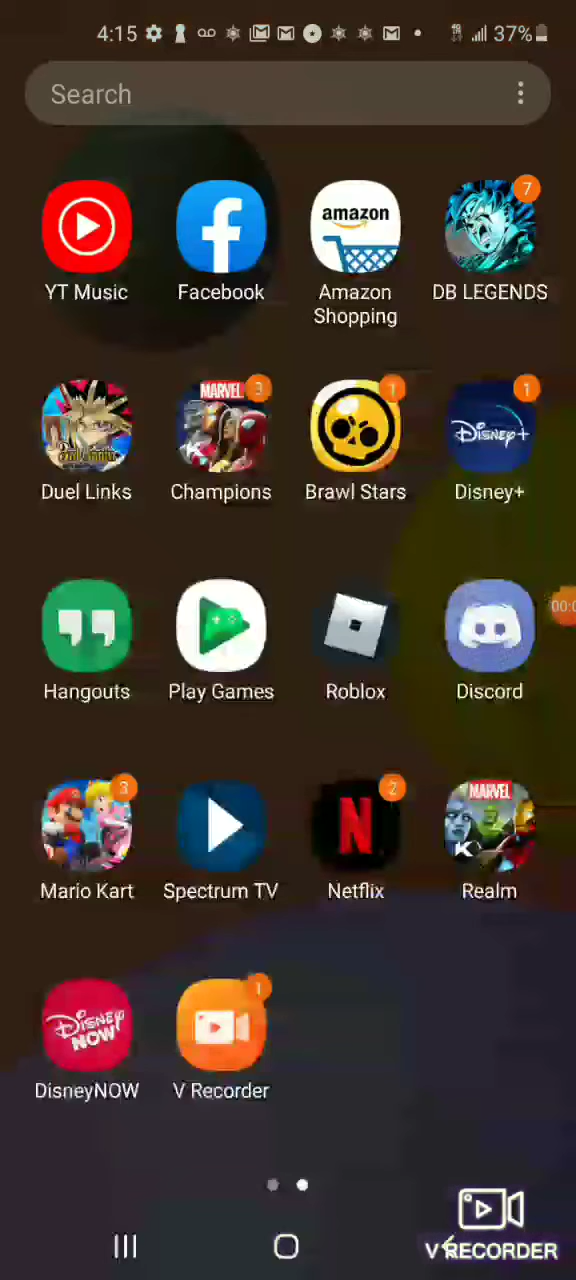 4:15
37%
Search
7
amazon
YT Music Facebook Amazon Shopping DB LEGENDS
MARVEL 3 1 1
Disney+
Duel Links Champions Brawl Stars Disney+
00:0
Hangouts Play Games Roblox Discord
3 2 MARVEL
N
K
Mario Kart Spectrum TV Netflix Realm
1
Disney NOW
DisneyNOW V Recorder
V RECORDER